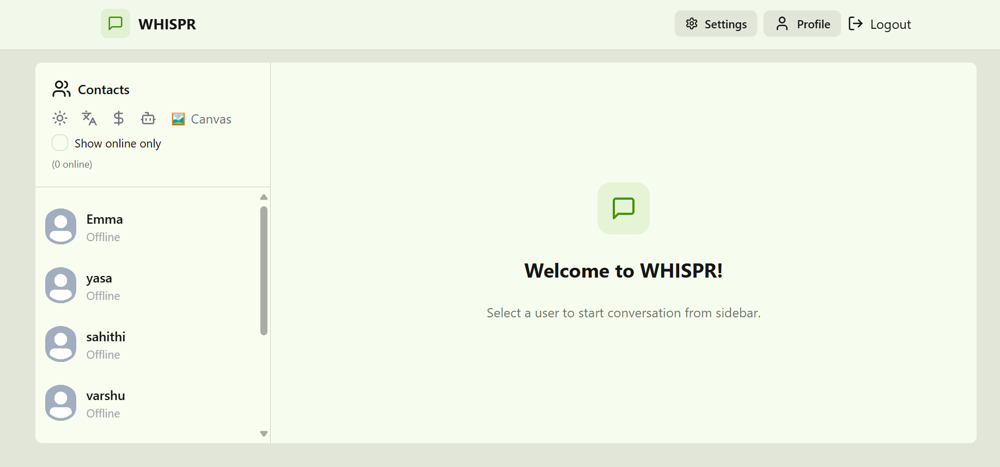 WHISPR
Settings
Profile
Logout
Contacts
Canvas
Show online only
(0 online)
Emma
Offline
yasa
Offline
sahithi
Offline
varshu
Offline
Welcome to WHISPR!
Select a user to start conversation from sidebar.